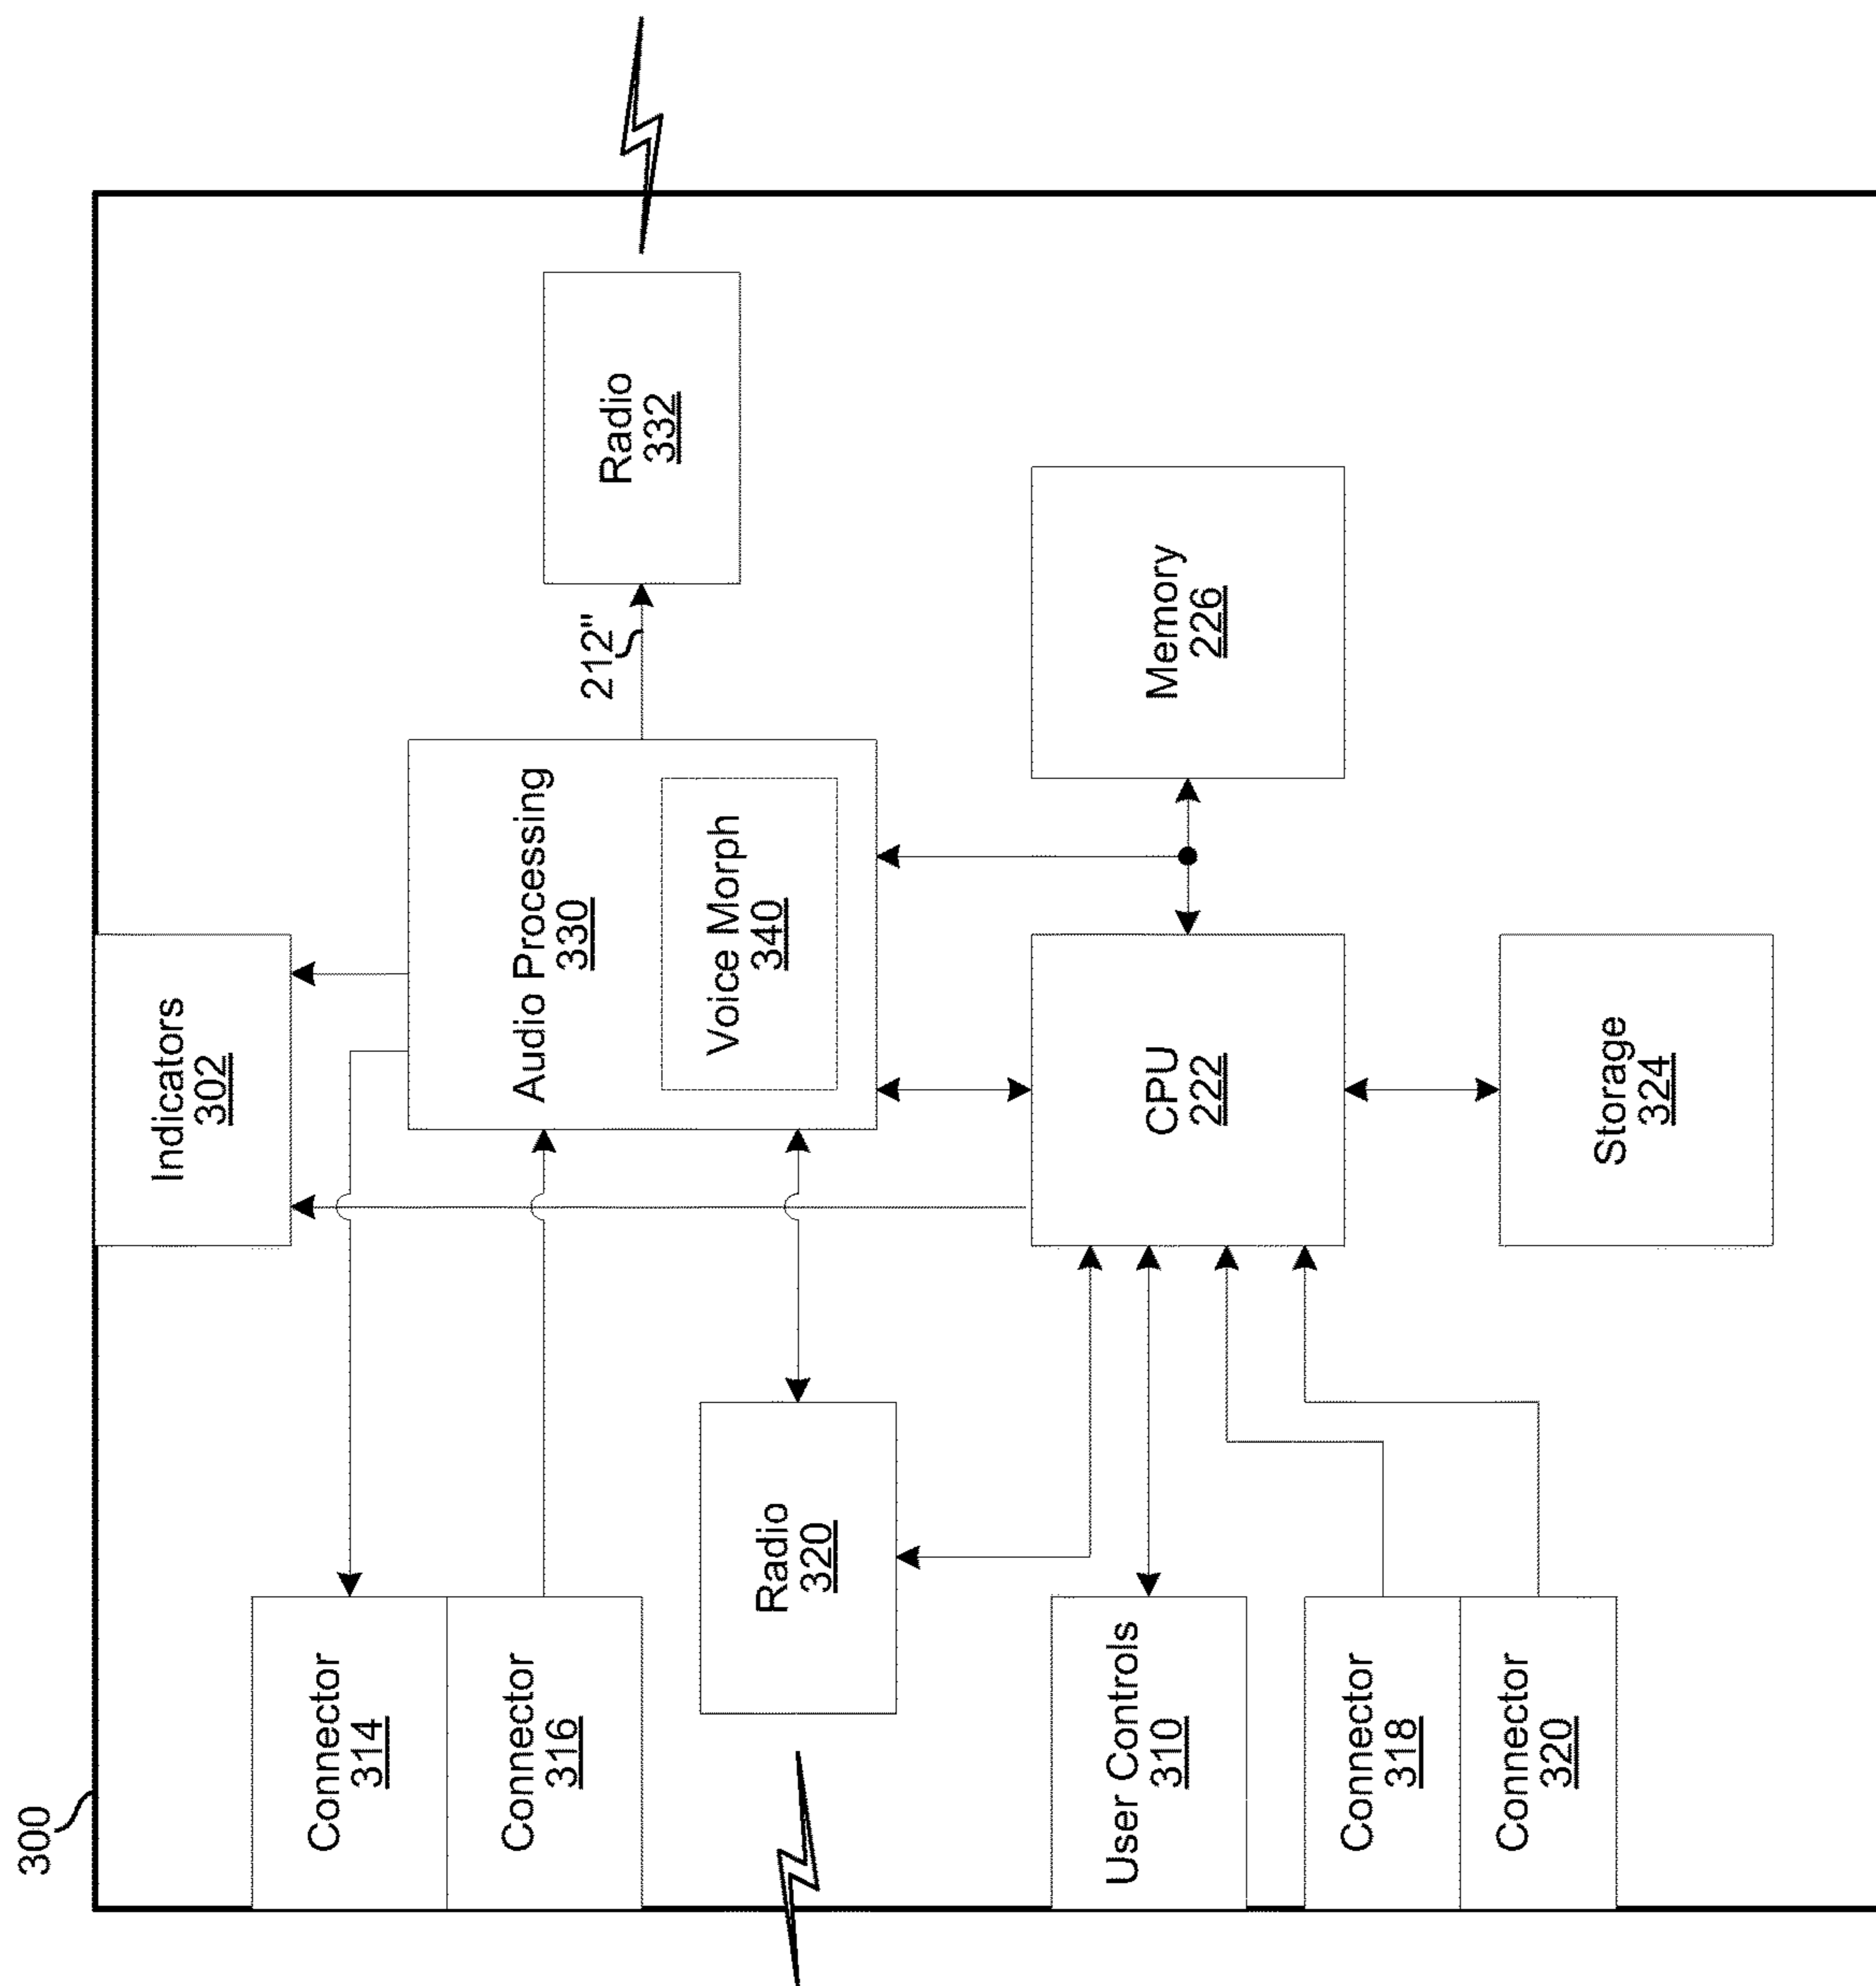 300
Indicators
302
Connector
314
Connector
316
Audio Processing
330
Voice Morph
340
212"
Radio
332
Radio
320
User Controls
310
CPU
222
Memory
226
Connector
318
Connector
320
Storage
324